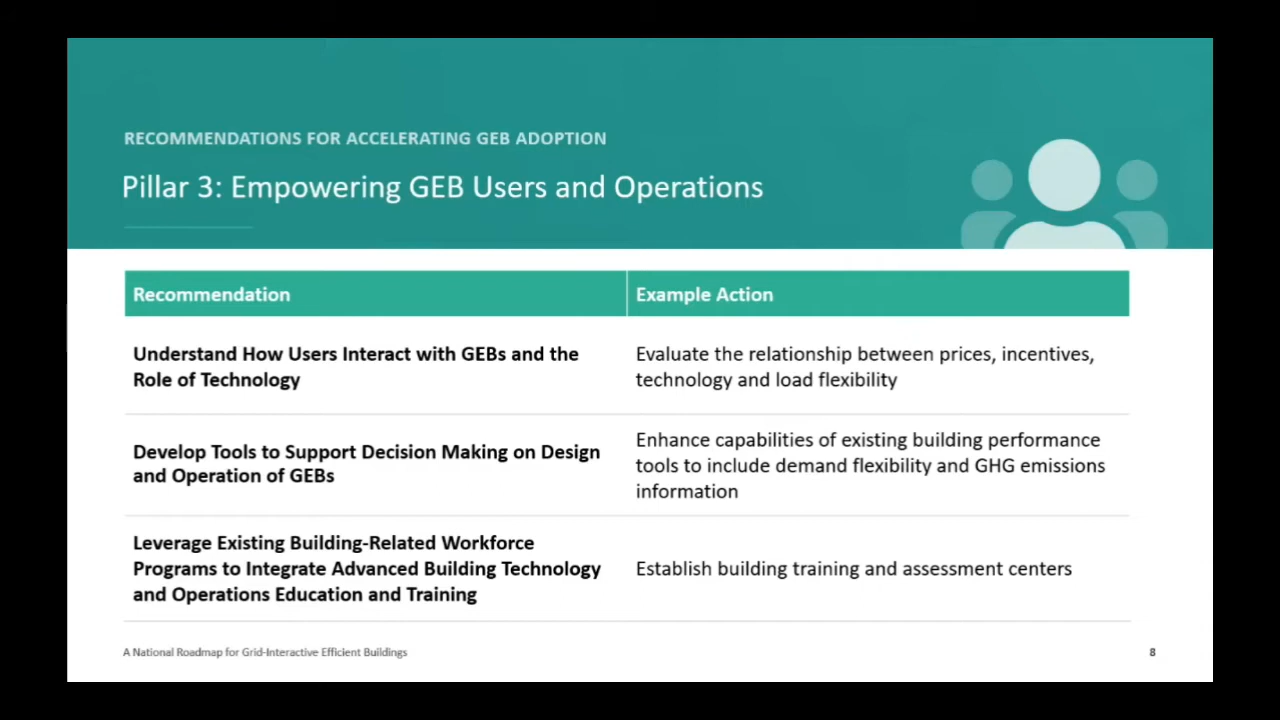 RECOMMENDATIONS FOR ACCELERATING GEB ADOPTION
Pillar 3: Empowering GEB Users and Operations
Recommendation
Example Action
Understand How Users Interact with GEBs and the
Role of Technology
Evaluate the relationship between prices, incentives,
technology and load flexibility
Develop Tools to Support Decision Making on Design
and Operation of GEBs
Enhance capabilities of existing building performance
tools to include demand flexibility and GHG emissions
information
Leverage Existing Building-Related Workforce
Programs to Integrate Advanced Building Technology
and Operations Education and Training
Establish building training and assessment centers
A National Roadmap for Grid-Interactive Efficient Buildings
8